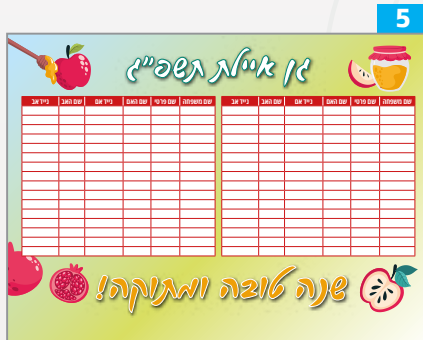 5
גן איילת תשפ״ג
שם משפחה שם פרטי שם האם נייד אם שם האב נייד אב
שם משפחה שם פרטי שם האם נייד אם שם האב נייד אב
שנה טובה ומתוקה!